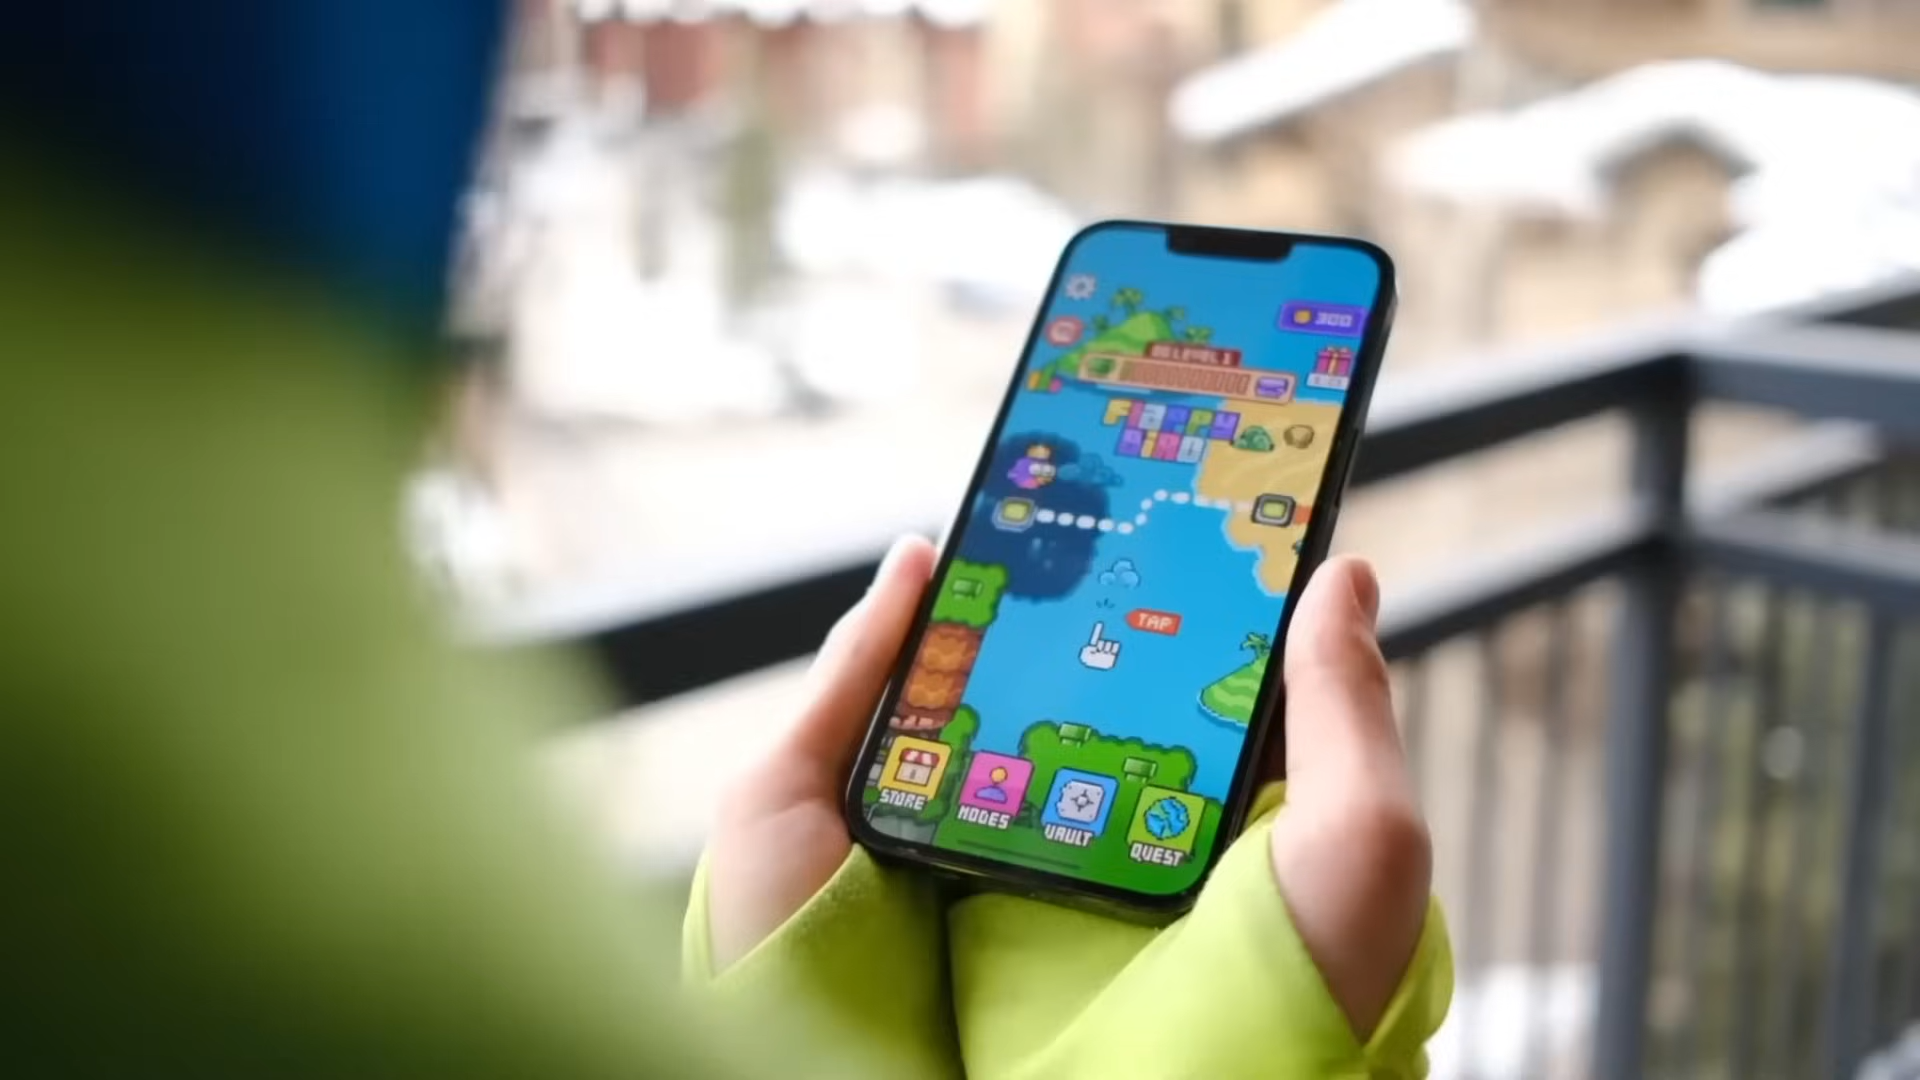 300
LEVEL 1
Flappy
BIRD
TAP
STORE
MODES
VAULT
QUEST